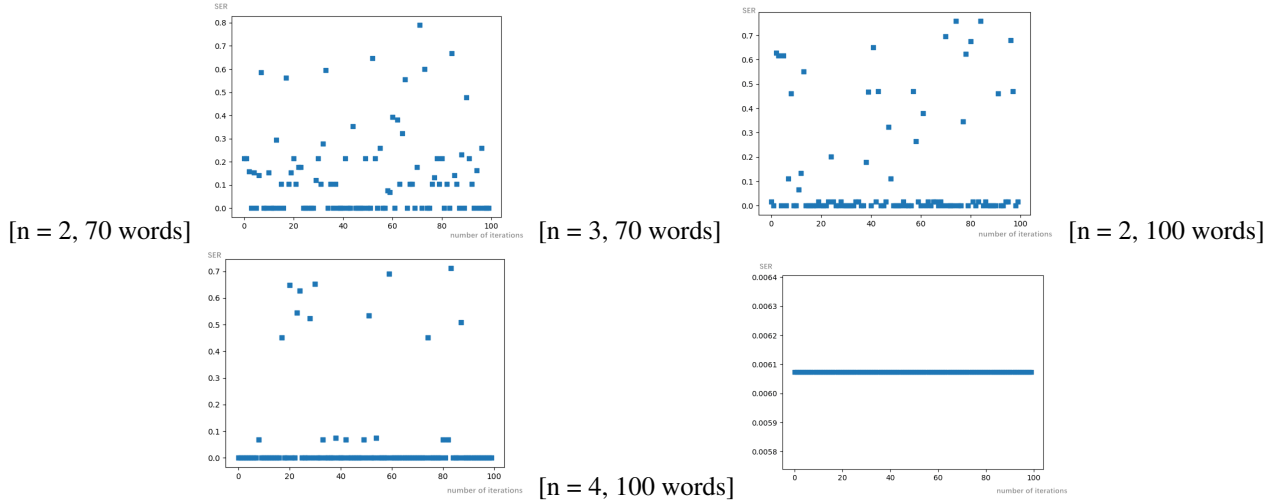 SER
0.8
0.7
0.6
0.5
0.4
0.3
0.2
0.1
0.0
0 20 40 60 80 100
number of iterations
[n = 2, 70 words]
SER
0.7
0.6
0.5
0.4
0.3
0.2
0.1
0.0
0 20 40 60 80 100
number of iterations
[n = 3, 70 words]
[n = 2, 100 words]
SER
0.7
0.6
0.5
0.4
0.3
0.2
0.1
0.0
0 20 40 60 80 100
number of iterations
[n = 4, 100 words]
SER
0.0064
0.0063
0.0062
0.0061
0.0060
0.0059
0.0058
0 20 40 60 80 100
number of iterations